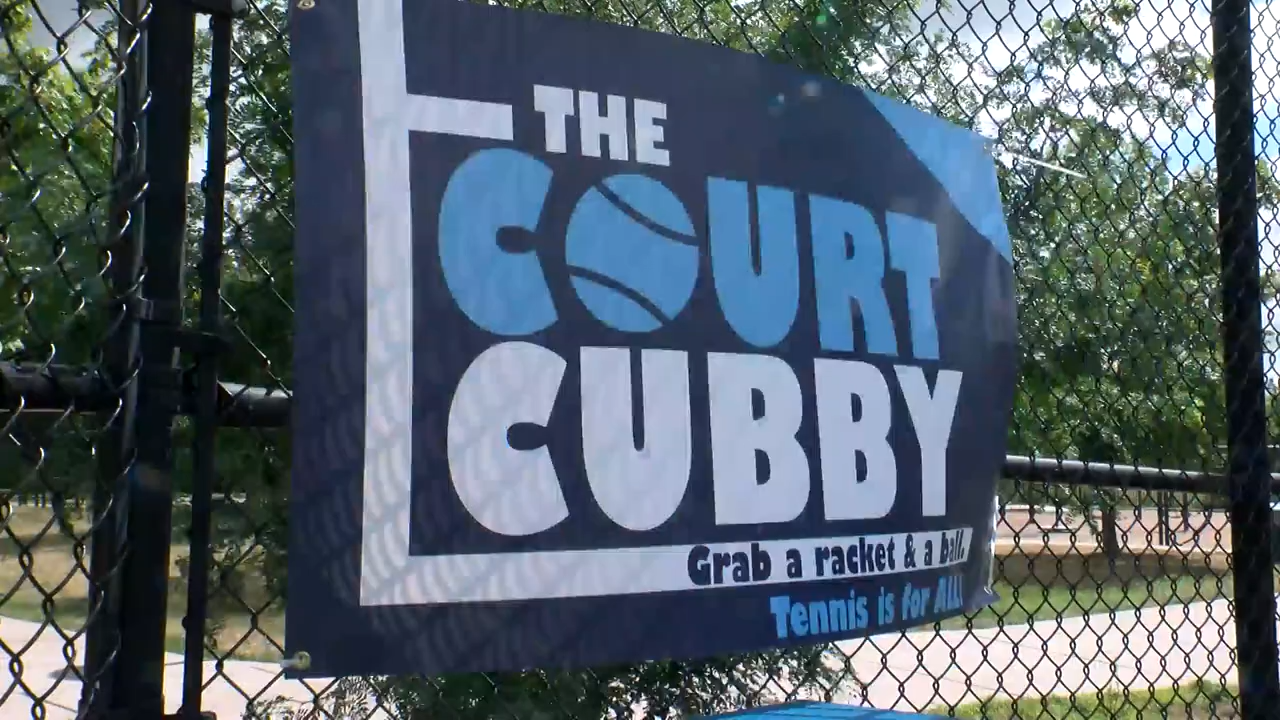 THE
COURT
CUBBY
Grab a racket & a ball.
Tennis is for ALL!